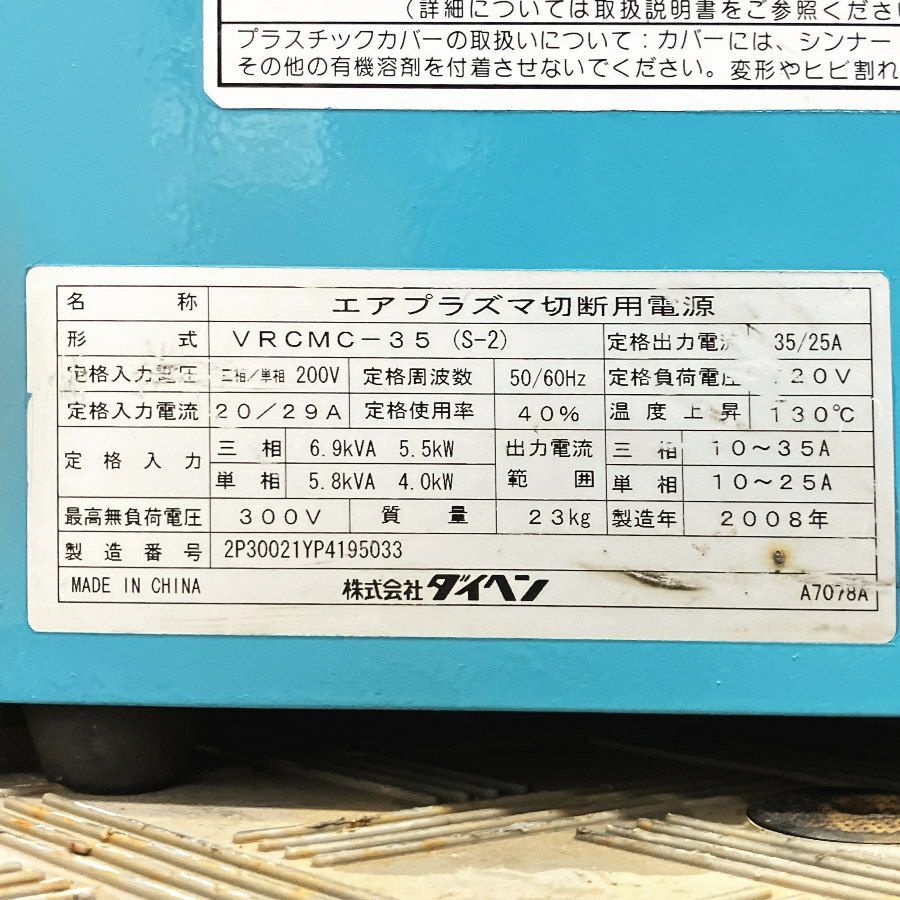 (詳細については取扱説明書をご参照くださ
プラスチックカバーの取扱いについて:カバーには、シンナー
その他の有機溶剤を付着させないでください。変形やヒビ割れ
名称 エアプラズマ切断用電源
形式 VRCMC-35 (S-2) 定格出力電流 35/25A
定格入力電圧 三相/単相 200V 定格周波数 50/60Hz 定格負荷電圧 120V
定格入力電流 20/29A 定格使用率 40% 温度上昇 130℃
定格入力 三相 6.9kVA 5.5kW 出力電流範囲 三相 10~35A
単相 5.8kVA 4.0kW 単相 10~25A
最高無負荷電圧 300V 質量 23kg 製造年 2008年
製造番号 2P30021YP4195033
MADE IN CHINA 株式会社ダイヘン A7078A